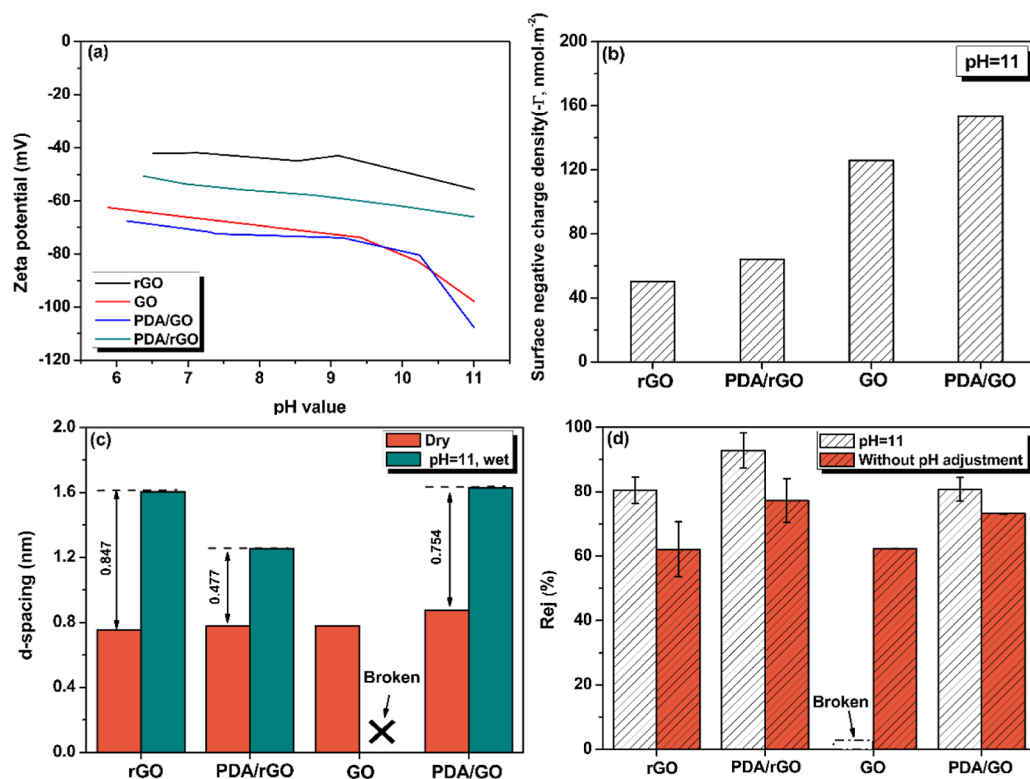 (a)
0
-20
-40
-60
-80
-100
-120
Zeta potential (mV)
rGO
GO
PDA/GO
PDA/rGO
6 7 8 9 10 11
pH value
(b)
pH=11
200
160
120
80
40
0
Surface negative charge density(-Γ, nmol·m-2)
rGO PDA/rGO GO PDA/GO
(c)
Dry
pH=11, wet
2.0
1.6
1.2
0.8
0.4
0.0
d-spacing (nm)
0.847
0.477
0.754
Broken
rGO PDA/rGO GO PDA/GO
(d)
pH=11
Without pH adjustment
100
80
60
40
20
0
Rej (%)
Broken
rGO PDA/rGO GO PDA/GO